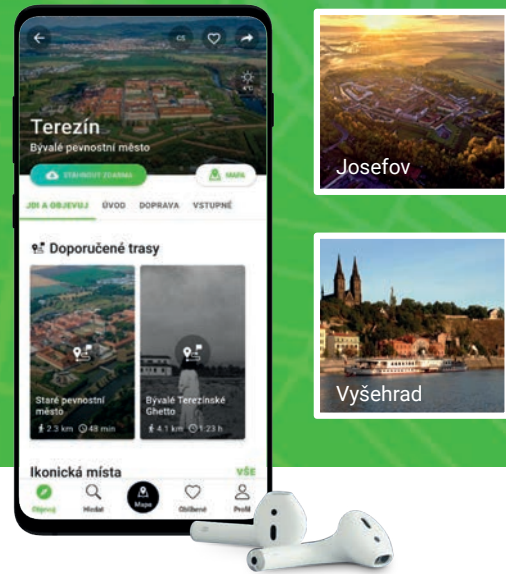 CS
4°C
Terezín
Bývalé pevnostní město
STÁHNOUT ZDARMA
MAPA
JDI A OBJEVUJ ÚVOD DOPRAVA VSTUPNÉ
Doporučené trasy
Staré pevnostní
město
2.3 km 48 min
Bývalé Terezínské
Ghetto
4.1 km 1:23 h
Ikonická místa VŠE
Objevuj Hledat Mapa Oblíbené Profil
Josefov
Vyšehrad